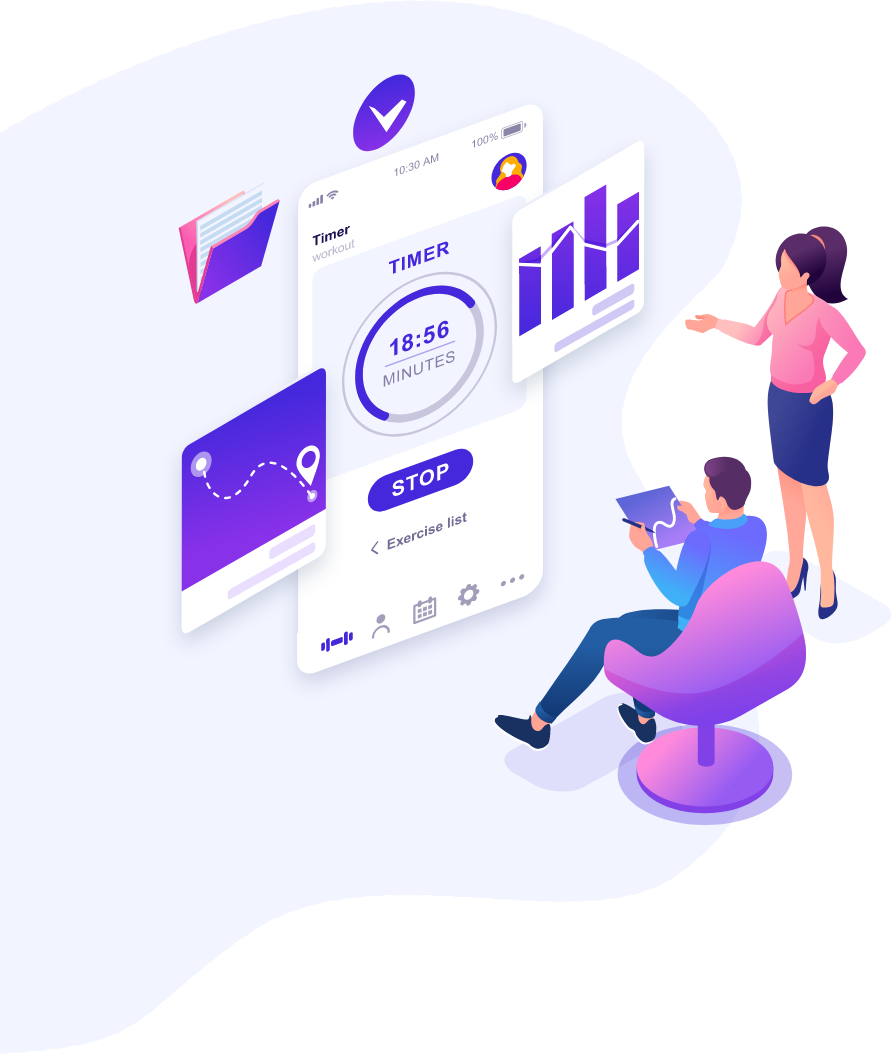 10:30 AM
100%
Timer
workout
TIMER
18:56
MINUTES
STOP
Exercise list